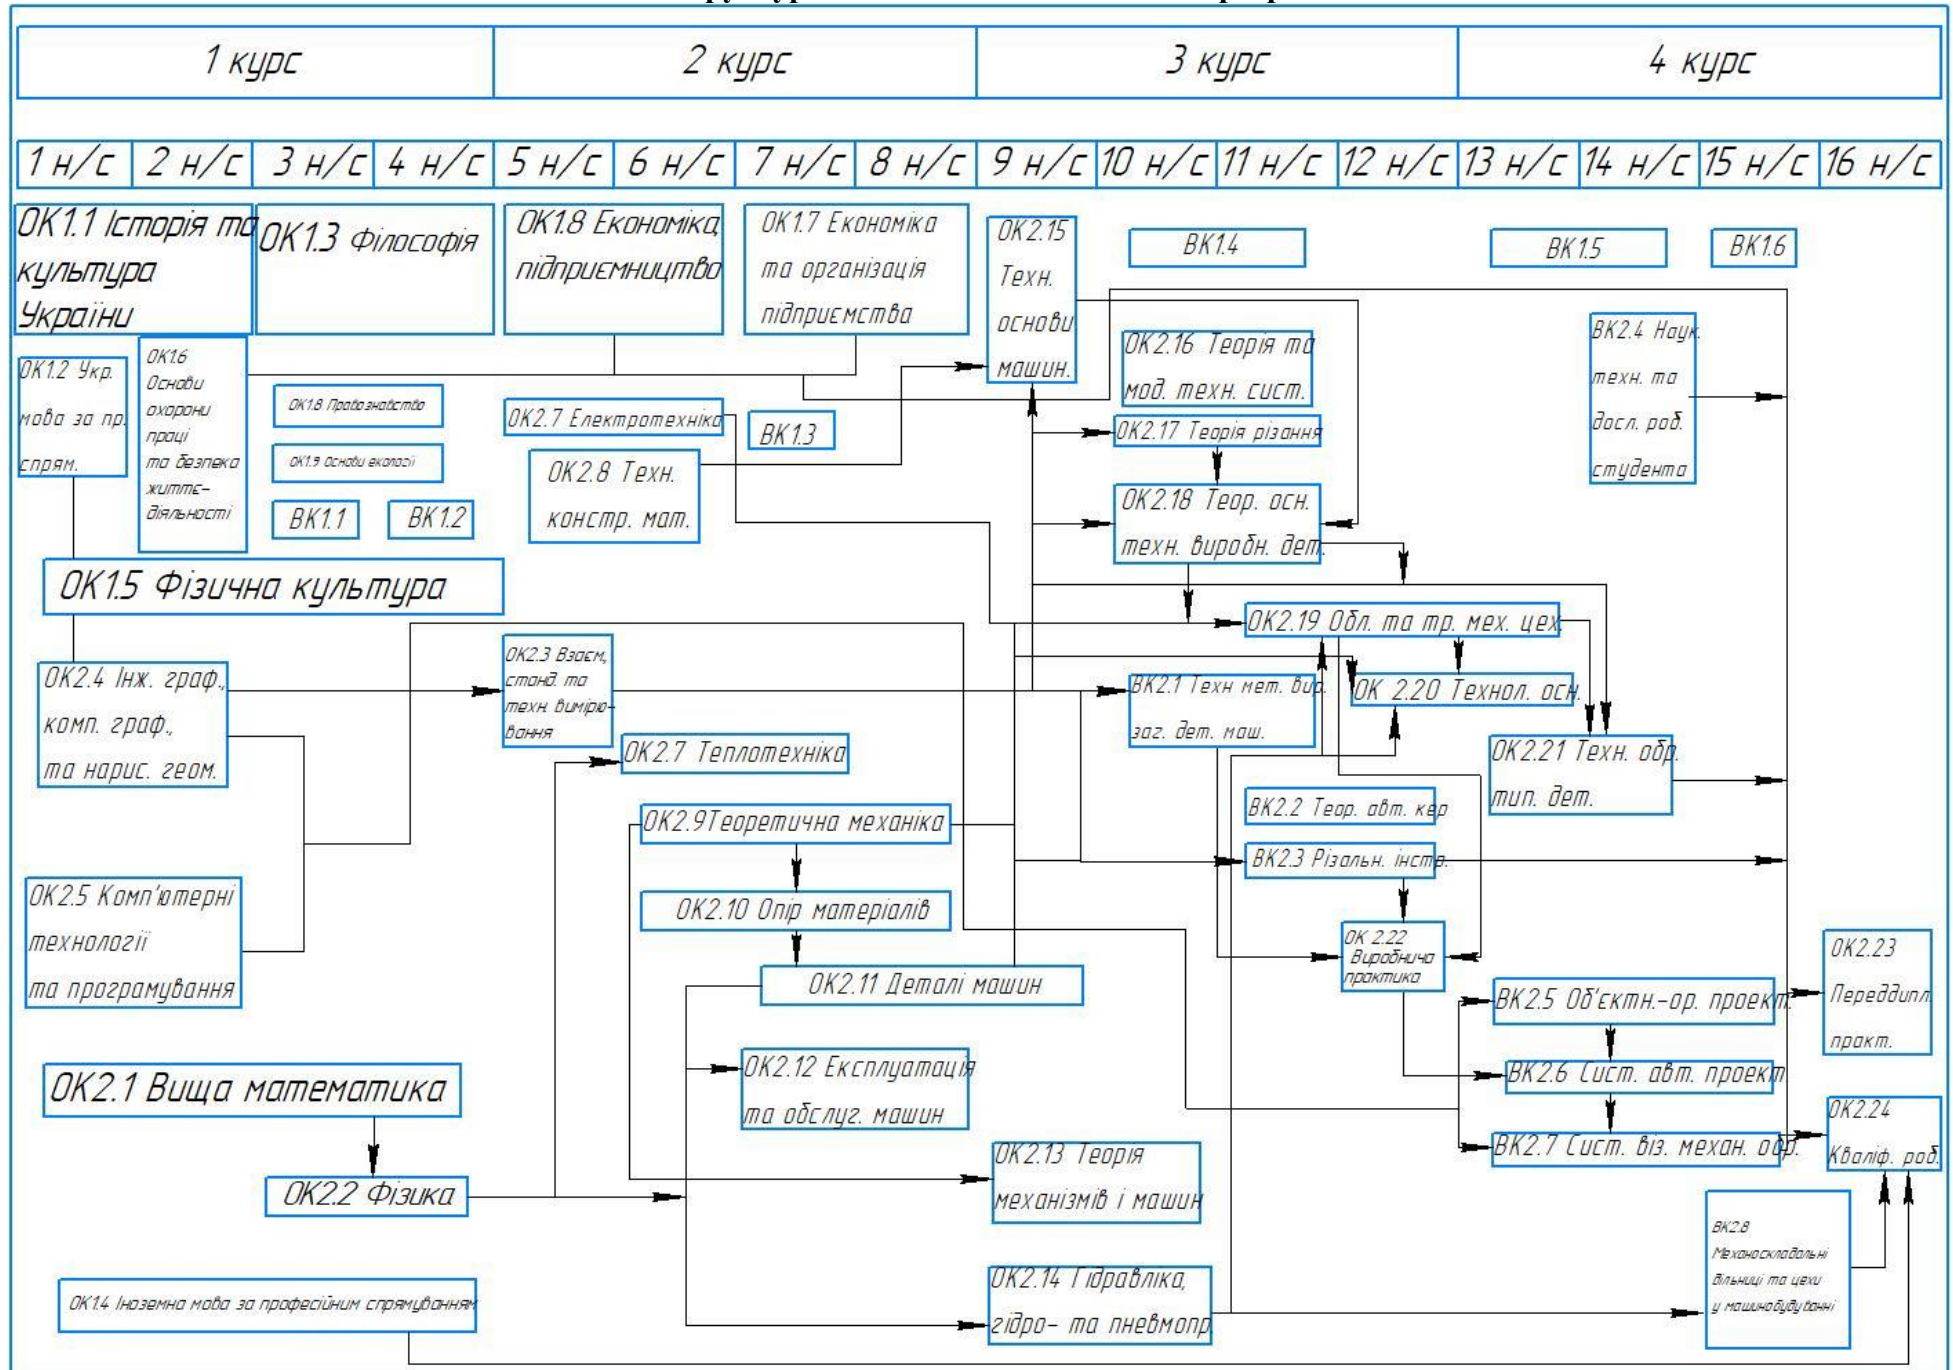 1 курс
2 курс
3 курс
4 курс
1 н/с
2 н/с
3 н/с
4 н/с
5 н/с
6 н/с
7 н/с
8 н/с
9 н/с
10 н/с
11 н/с
12 н/с
13 н/с
14 н/с
15 н/с
16 н/с
ОК1.1 Історія та
культура
України
ОК1.3 Філософія
ОК1.8 Економіка,
підприємництво
ОК1.7 Економіка
та організація
підприємства
ОК2.15
Техн.
основи
машин.
ВК1.4
ВК1.5
ВК1.6
ОК1.2 Укр.
мова за пр.
спрям.
ОК1.6
Основи
охорони
праці
та безпека
життє-
діяльності
ОК1.8 Правознавство
ОК1.9 Основи екології
ВК1.1
ВК1.2
ОК2.7 Електротехніка
ВК1.3
ОК2.8 Техн.
констр. мат.
ОК2.16 Теорія та
мод. техн. сист.
ОК2.17 Теорія різання
ОК2.18 Теор. осн.
техн. виробн. дет.
ВК2.4 Наук.
техн. та
досл. роб.
студента
ОК1.5 Фізична культура
ОК2.19 Обл. та тр. мех. цех.
ОК2.4 Інж. граф.,
комп. граф.,
та нарис. геом.
ОК2.3 Взаєм,
станд. та
техн. вимірю-
вання
ВК2.1 Техн мет. вир.
заг. дет. маш.
ОК 2.20 Технол. осн.
ОК2.7 Теплотехніка
ОК2.21 Техн. обр.
тип. дет.
ОК2.9Теоретична механіка
ВК2.2 Теор. авт. кер
ВК2.3 Різальн. інстр.
ОК2.5 Комп'ютерні
технології
та програмування
ОК2.10 Опір матеріалів
ОК 2.22
Виробнича
практика
ОК2.23
Переддипл.
практ.
ОК2.11 Деталі машин
ВК2.5 Об'єктн.-ор. проект.
ОК2.12 Експлуатація
та обслуг. машин
ВК2.6 Сист. авт. проект
ОК2.1 Вища математика
ОК2.24
Кваліф. роб.
ВК2.7 Сист. віз. механ. обр.
ОК2.13 Теорія
механізмів і машин
ОК2.2 Фізика
ВК2.8
Механоскладальні
дільниці та цехи
у машинобудуванні
ОК2.14 Гідравліка,
гідро- та пневмопр.
ОК1.4 Іноземна мова за професійним спрямуванням